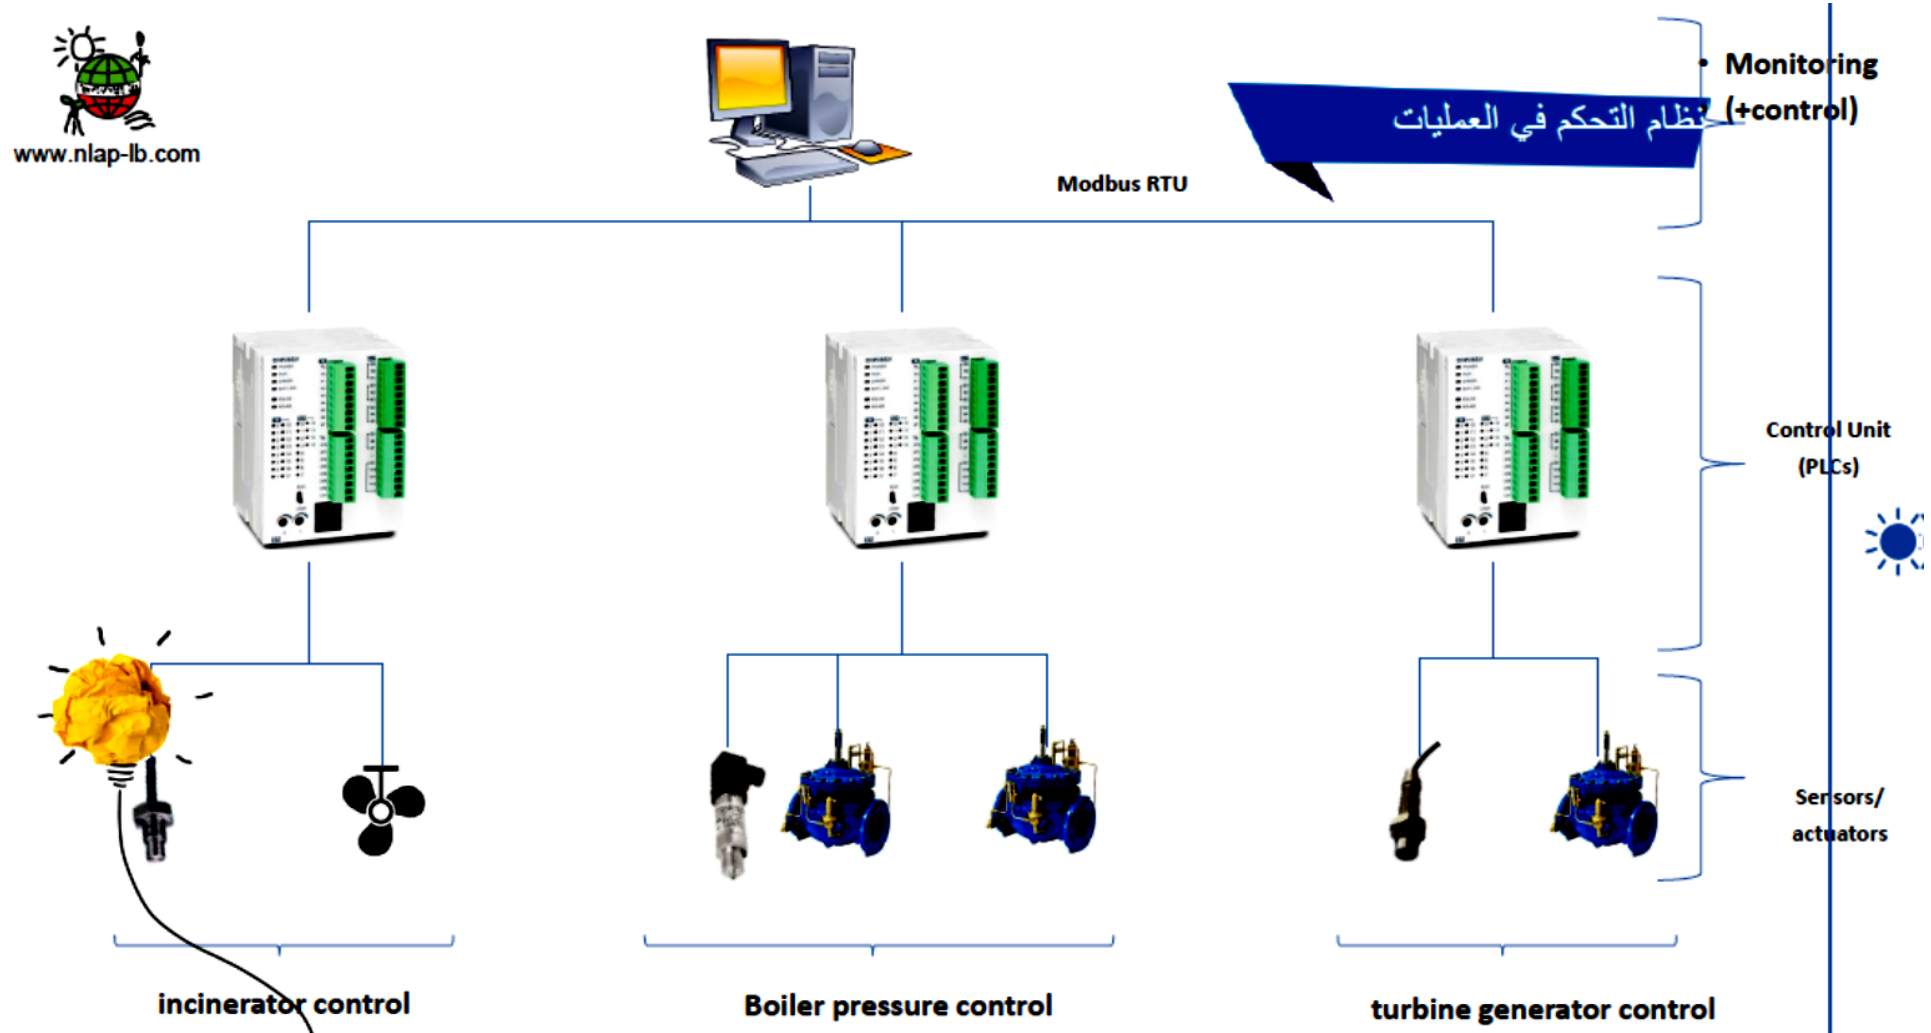 www.nlap-lb.com
• Monitoring
(+control)
نظام التحكم في العمليات
Modbus RTU
Control Unit
(PLCs)
Sensors/
actuators
incinerator control
Boiler pressure control
turbine generator control